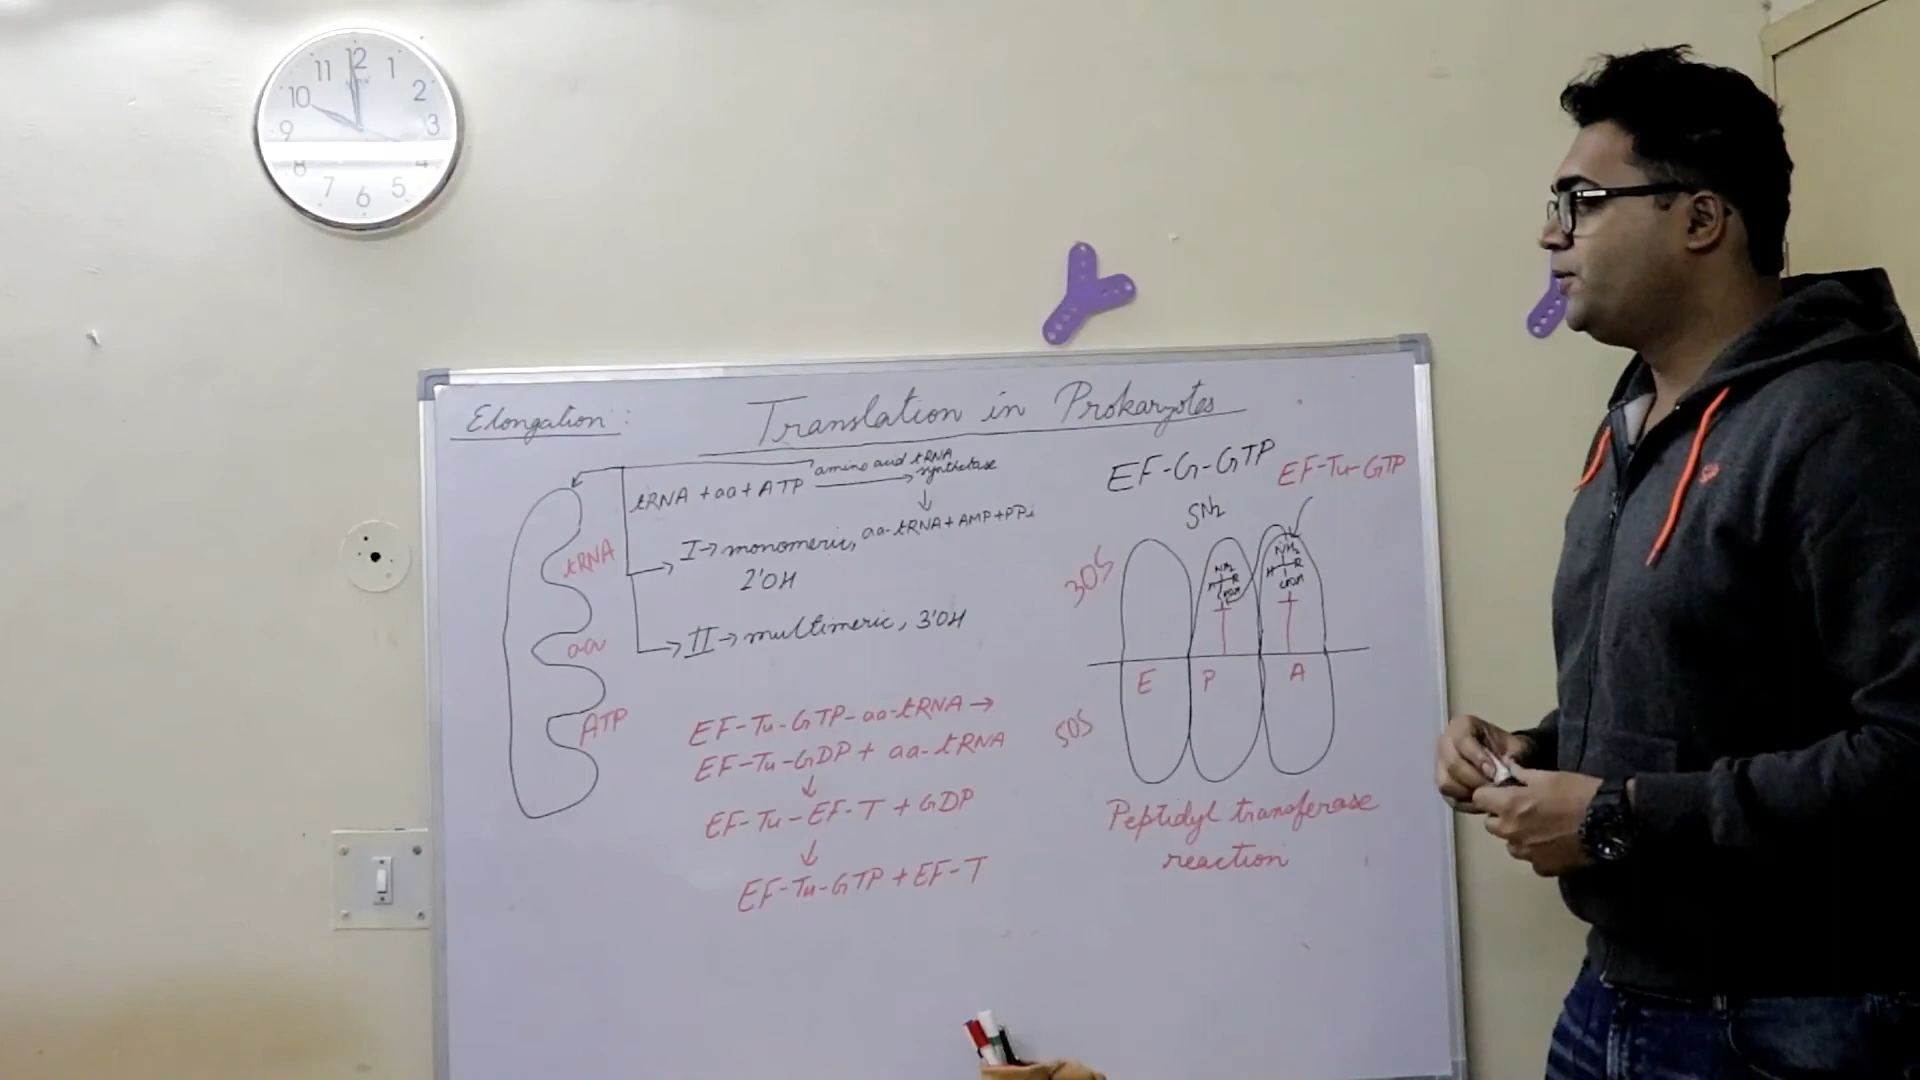 12
11
1
10
2
9
3
8
4
7
5
6
Elongation:
Translation in Prokaryotes
amino acid tRNA
synthetase
tRNA + aa + ATP
aa-tRNA + AMP + PPi
I → monomeric,
2'OH
II → multimeric, 3'OH
tRNA
aa
ATP
EF-Tu-GTP-aa-tRNA →
EF-Tu-GDP + aa-tRNA
↓
EF-Tu-EF-T + GDP
↓
EF-Tu-GTP + EF-T
EF-G-GTP
EF-Tu-GTP
SN2
30S
NH2
H R
NH2
H R
E P A
50S
Peptidyl transferase
reaction